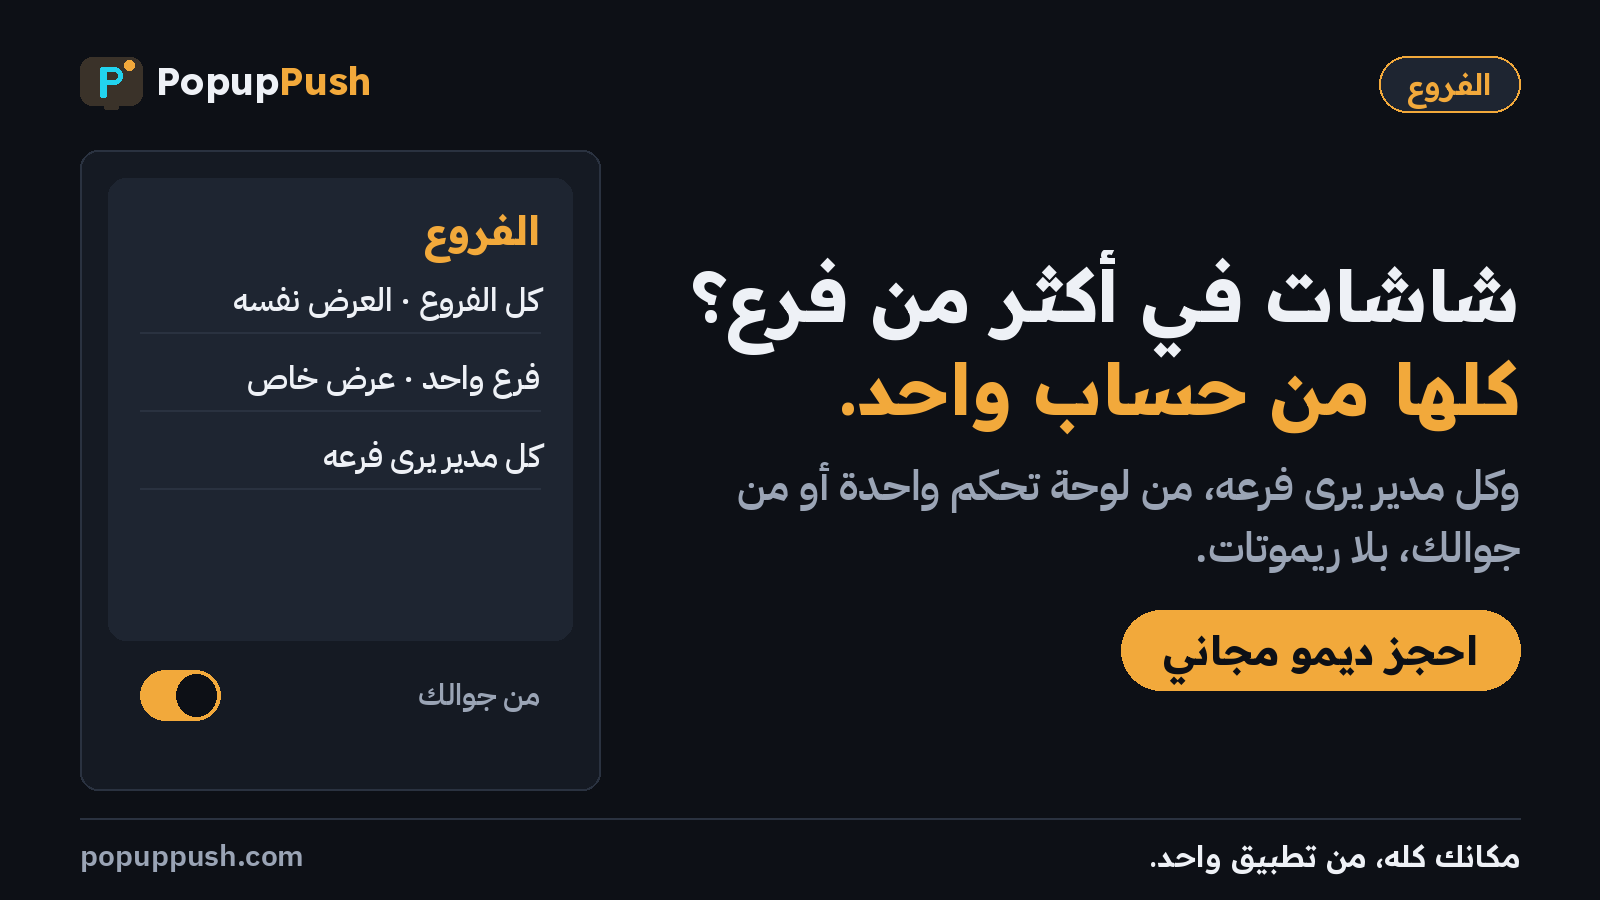 PopupPush
الفروع
شاشات في أكثر من فرع؟
كلها من حساب واحد.
وكل مدير يرى فرعه، من لوحة تحكم واحدة أو من
جوالك، بلا ريموتات.
احجز ديمو مجاني
الفروع
كل الفروع · العرض نفسه
فرع واحد · عرض خاص
كل مدير يرى فرعه
من جوالك
مكانك كله، من تطبيق واحد.
popuppush.com